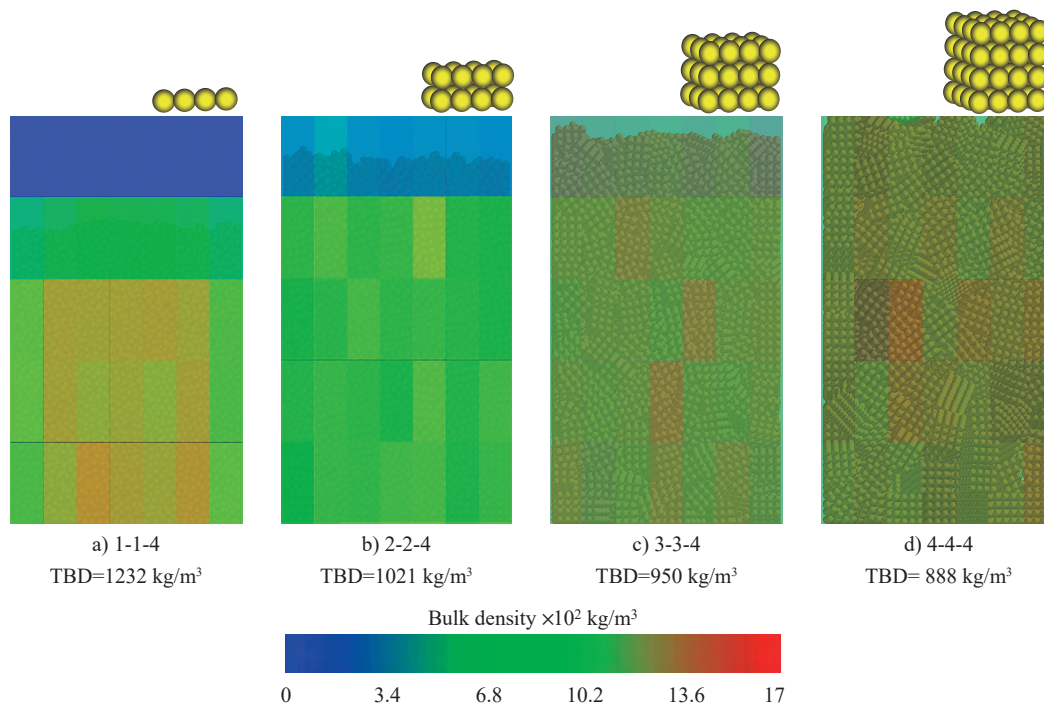 a) 1-1-4
TBD=1232 kg/m³
b) 2-2-4
TBD=1021 kg/m³
c) 3-3-4
TBD=950 kg/m³
d) 4-4-4
TBD= 888 kg/m³
Bulk density ×10² kg/m³
0 3.4 6.8 10.2 13.6 17